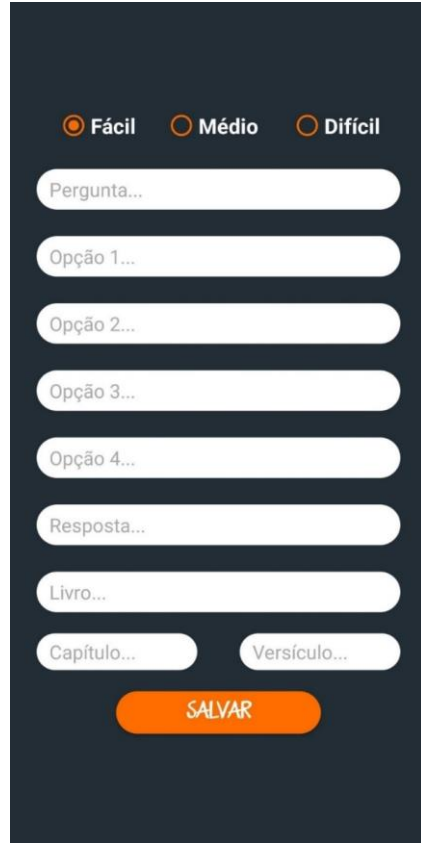 Fácil Médio Difícil
Pergunta...
Opção 1...
Opção 2...
Opção 3...
Opção 4...
Resposta...
Livro...
Capítulo... Versículo...
SALVAR